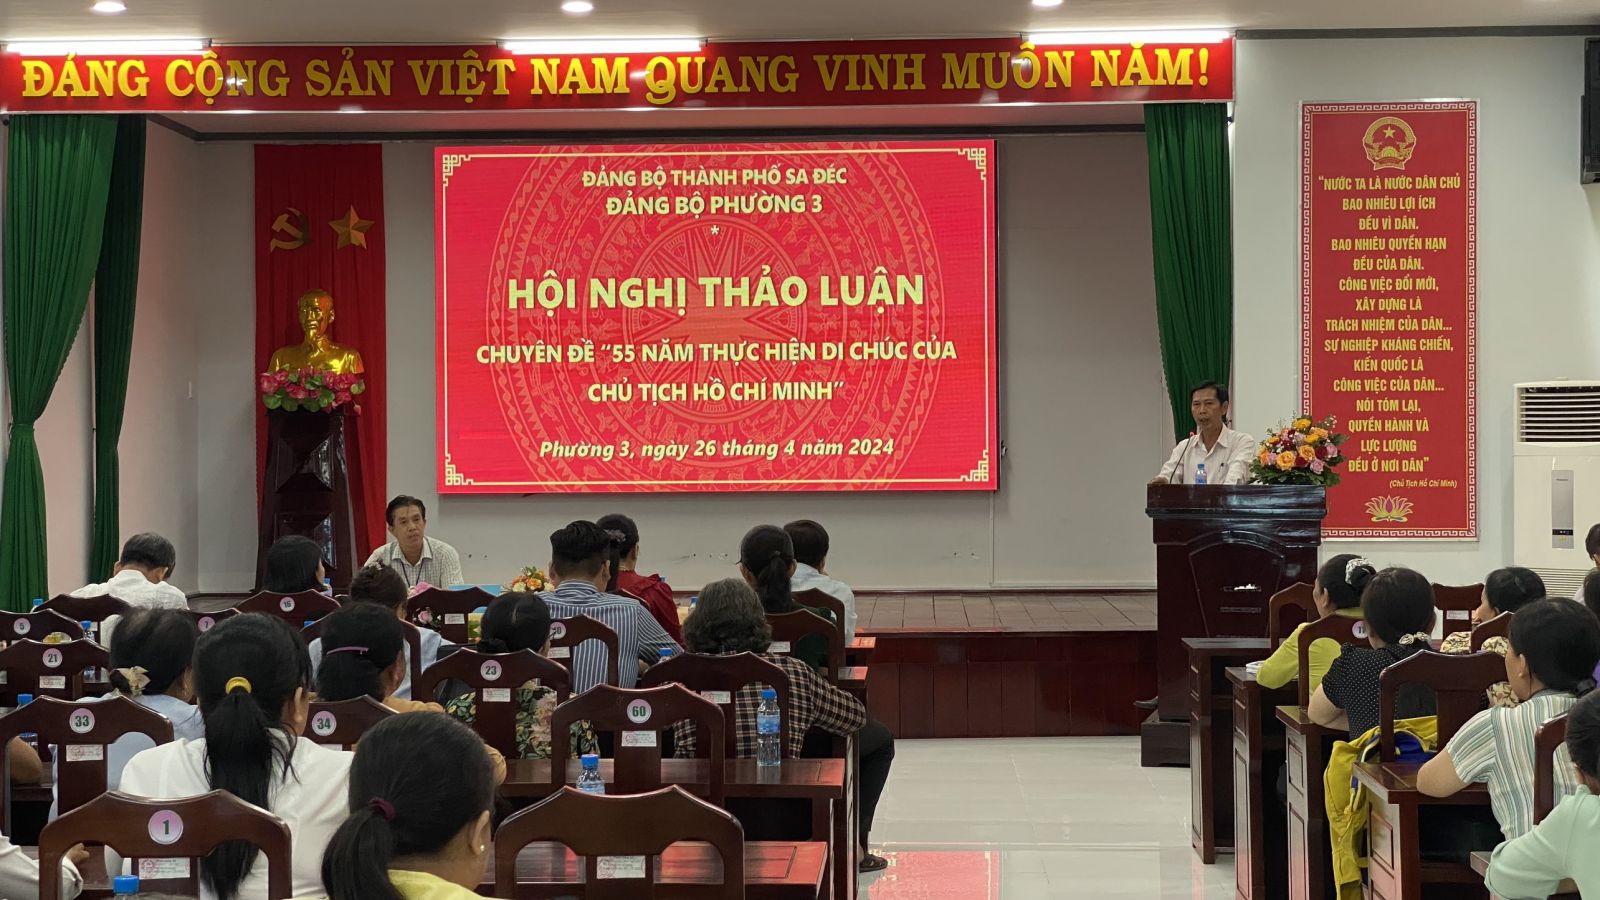 ĐẢNG CỘNG SẢN VIỆT NAM QUANG VINH MUÔN NĂM!
ĐẢNG BỘ THÀNH PHỐ SA ĐÉC
ĐẢNG BỘ PHƯỜNG 3
*
HỘI NGHỊ THẢO LUẬN
CHUYÊN ĐỀ “55 NĂM THỰC HIỆN DI CHÚC CỦA
CHỦ TỊCH HỒ CHÍ MINH”
Phường 3, ngày 26 tháng 4 năm 2024
“NƯỚC TA LÀ NƯỚC DÂN CHỦ
BAO NHIÊU LỢI ÍCH
ĐỀU VÌ DÂN.
BAO NHIÊU QUYỀN HẠN
ĐỀU CỦA DÂN.
CÔNG VIỆC ĐỔI MỚI,
XÂY DỰNG LÀ
TRÁCH NHIỆM CỦA DÂN...
SỰ NGHIỆP KHÁNG CHIẾN,
KIẾN QUỐC LÀ
CÔNG VIỆC CỦA DÂN...
NÓI TÓM LẠI,
QUYỀN HÀNH VÀ
LỰC LƯỢNG
ĐỀU Ở NƠI DÂN”
(Chủ Tịch Hồ Chí Minh)
5
7
16
21
23
33
34
60
1